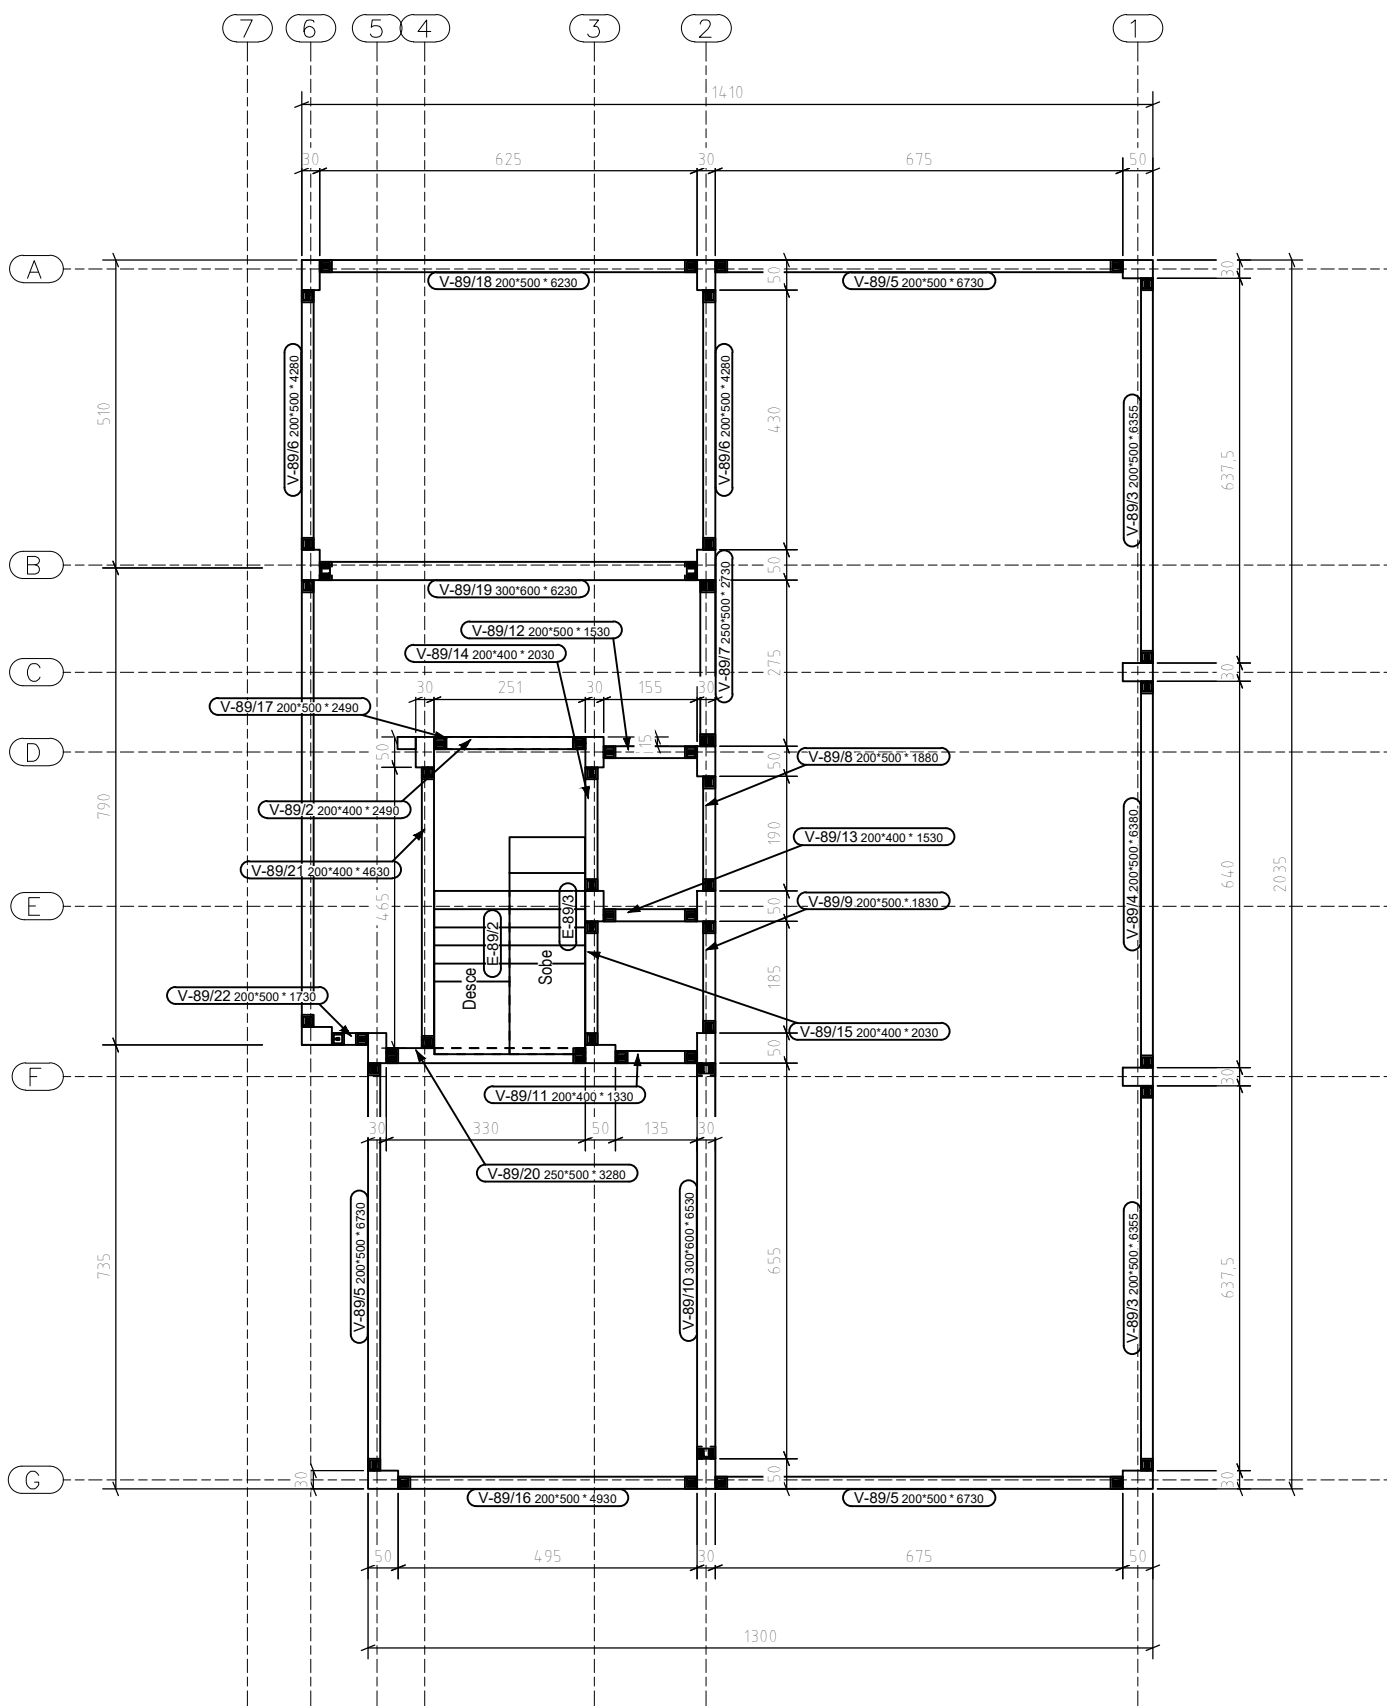 7 6 5 4 3 2 1
1410
30 625 30 675 50
A
V-89/18 200*500 * 6230
V-89/5 200*500 * 6730
50
30
V-89/6 200*500 * 4280
V-89/6 200*500 * 4280
V-89/3 200*500 * 6355
510
430
637,5
B
V-89/19 300*600 * 6230
50
V-89/7 250*500 * 2730
V-89/12 200*500 * 1530
V-89/14 200*400 * 2030
275
C
30
30 251 30 155 30
V-89/17 200*500 * 2490
D
50
15
50
V-89/8 200*500 * 1880
V-89/2 200*400 * 2490
790
190
V-89/13 200*400 * 1530
V-89/21 200*400 * 4630
V-89/4 200*500 * 6380
640
2035
E
465
E-89/2
E-89/3
50
V-89/9 200*500 * 1830
Desce
Sobe
185
V-89/22 200*500 * 1730
V-89/15 200*400 * 2030
50
F
30
V-89/11 200*400 * 1330
30 330 50 135 30
V-89/20 250*500 * 3280
V-89/5 200*500 * 6730
V-89/10 300*600 * 6530
V-89/3 200*500 * 6355
735
655
637,5
G
30
50
30
V-89/16 200*500 * 4930
V-89/5 200*500 * 6730
50 495 30 675 50
1300